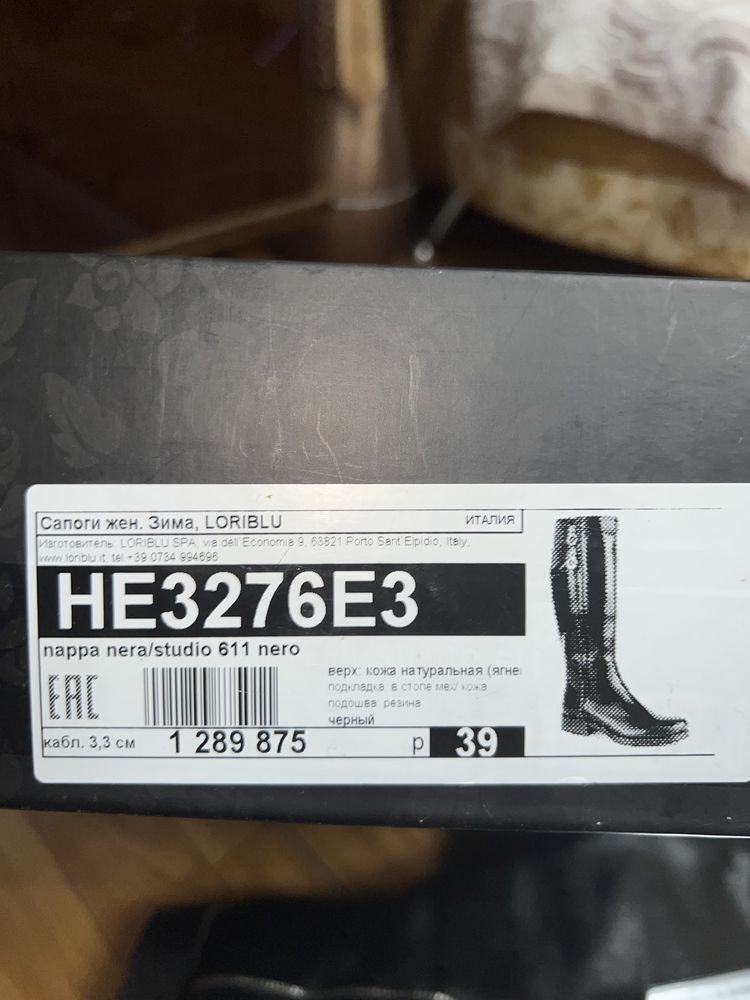 Сапоги жен. Зима, LORIBLU ИТАЛИЯ
Изготовитель: LORIBLU SPA, via dell'Economia 9, 63821 Porto Sant'Elpidio, Italy,
www.loriblu.it, tel.+39 0734 994696
HE3276E3
nappa nera/studio 611 nero
верх: кожа натуральная (ягне
подкладка: в стопе мех/ кожа
подошва: резина
черный
EAC
кабл. 3,3 см 1 289 875 р 39